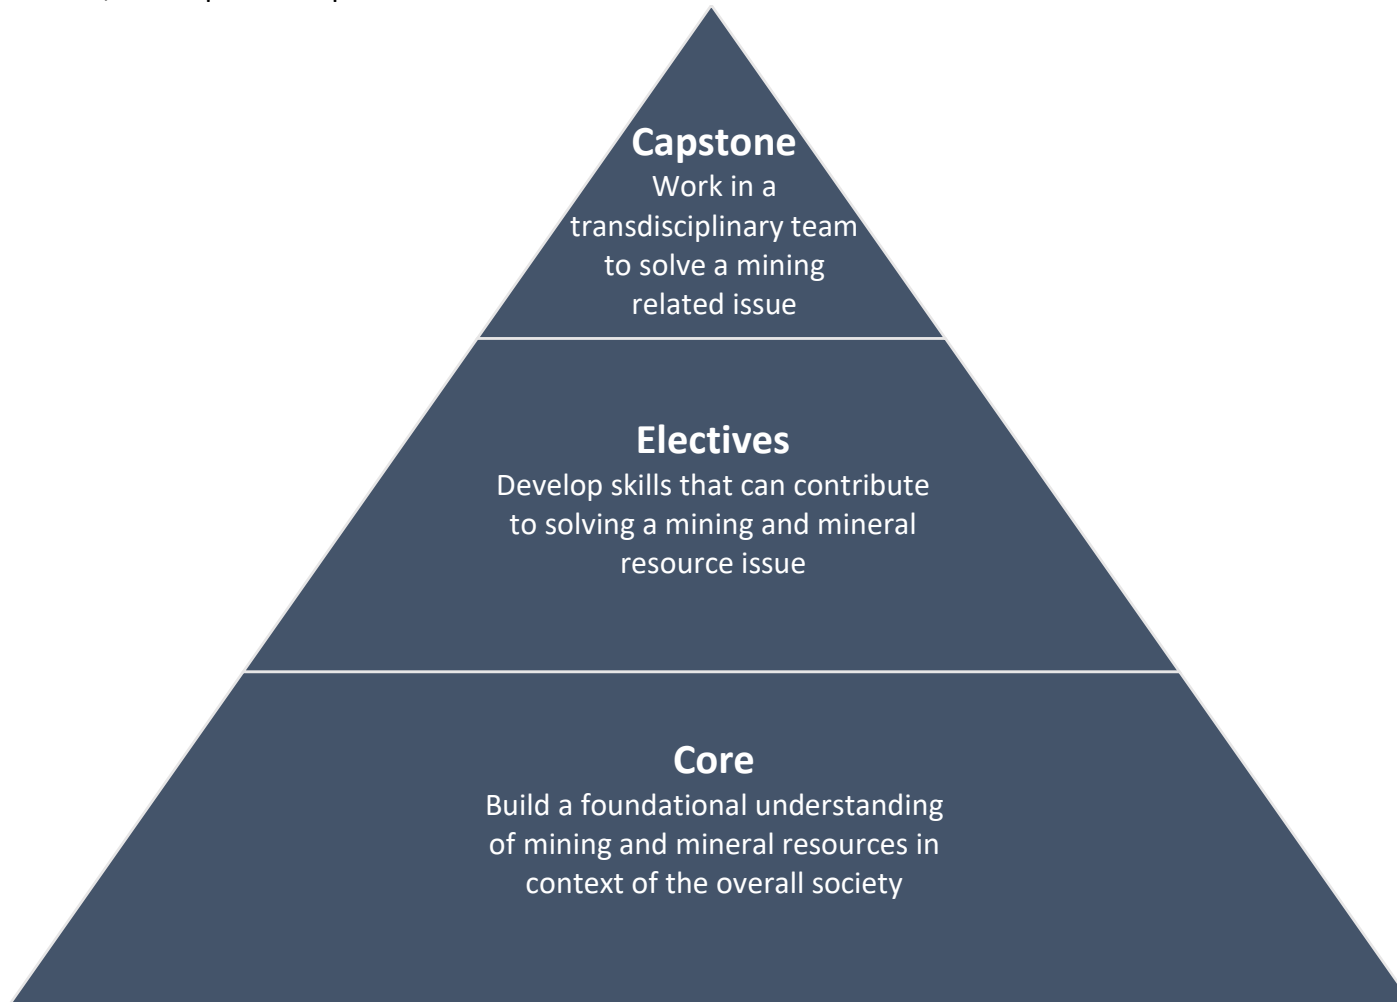 Capstone
Work in a
transdisciplinary team
to solve a mining
related issue
Electives
Develop skills that can contribute
to solving a mining and mineral
resource issue
Core
Build a foundational understanding
of mining and mineral resources in
context of the overall society